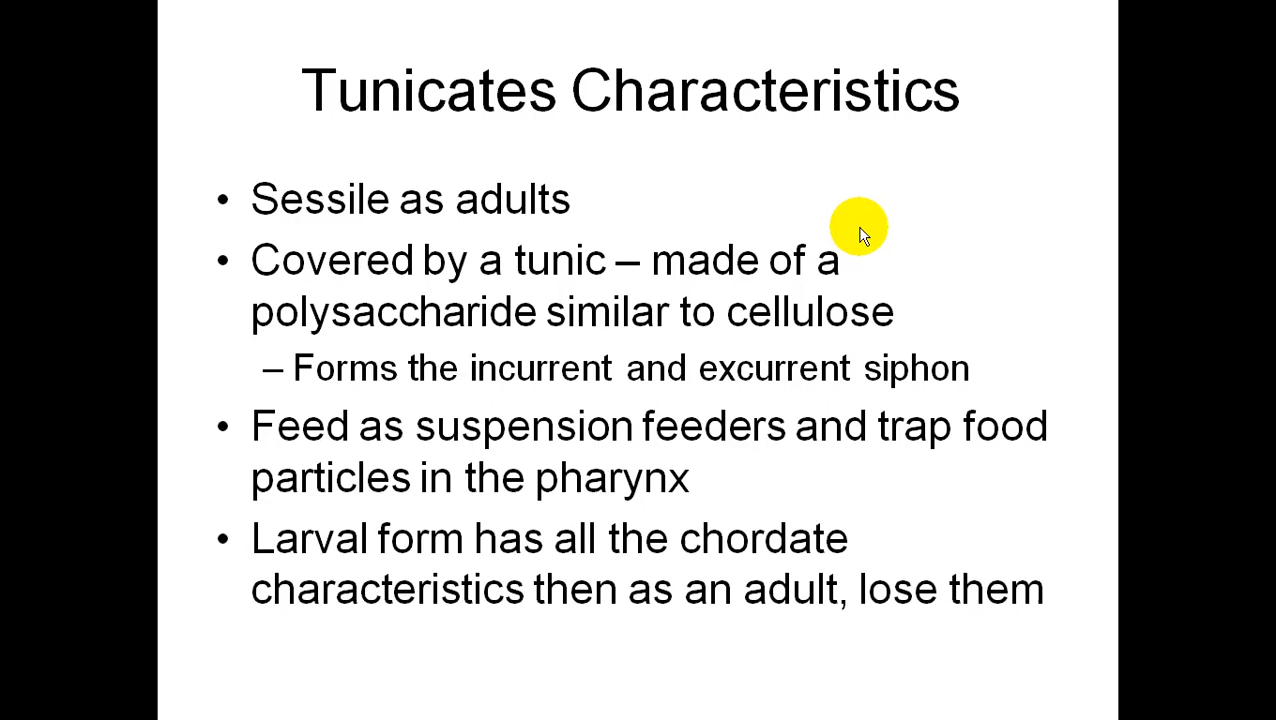 Tunicates Characteristics
• Sessile as adults
• Covered by a tunic – made of a
polysaccharide similar to cellulose
– Forms the incurrent and excurrent siphon
• Feed as suspension feeders and trap food
particles in the pharynx
• Larval form has all the chordate
characteristics then as an adult, lose them